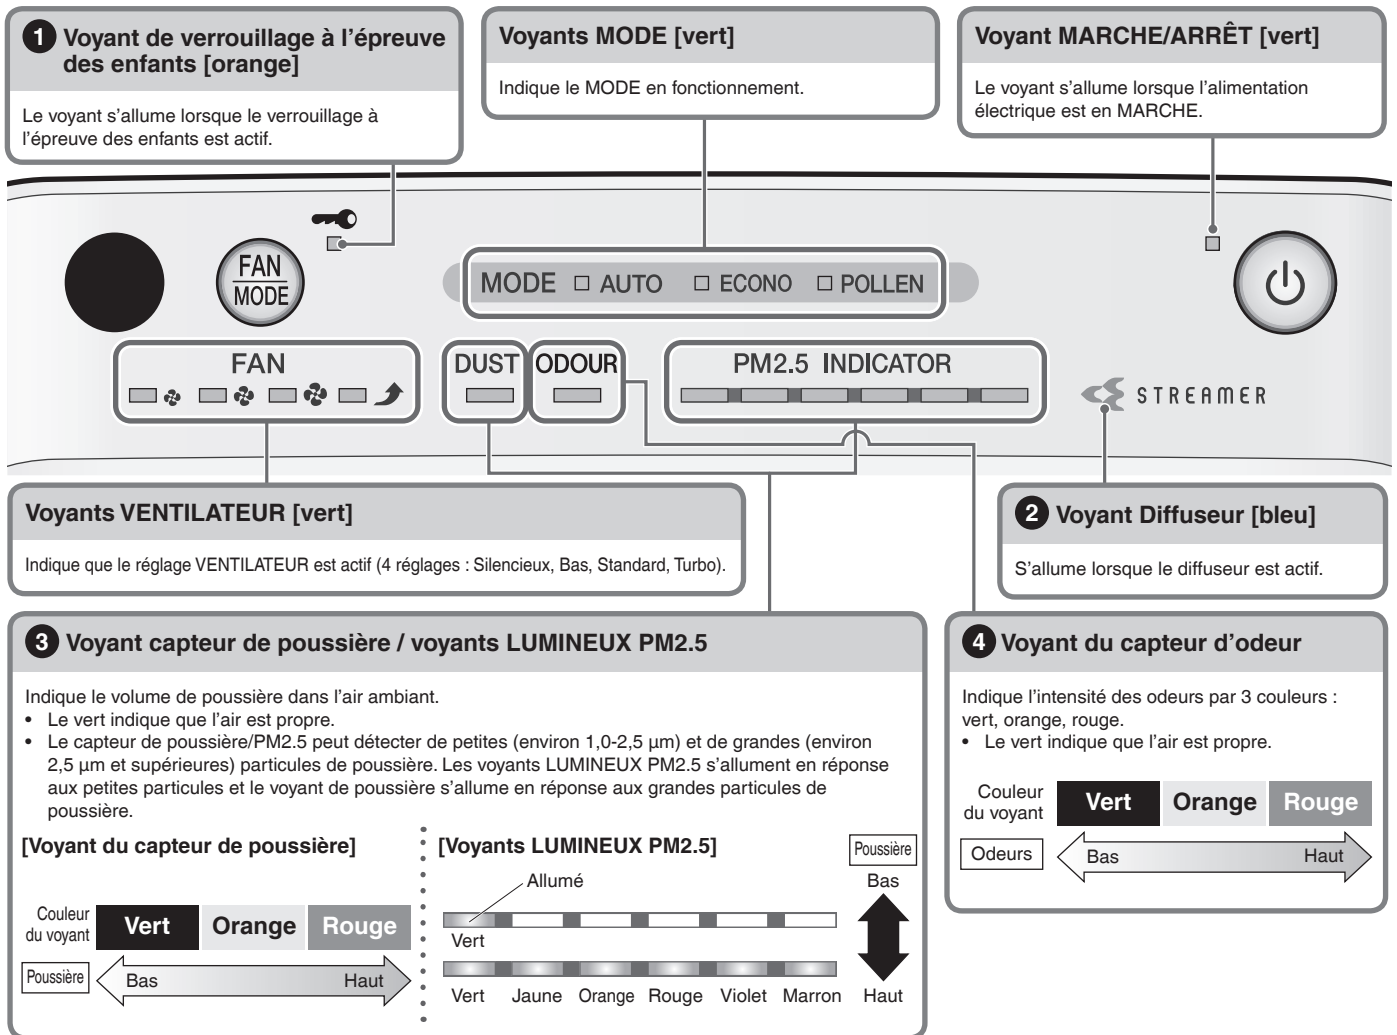 1 Voyant de verrouillage à l'épreuve
des enfants [orange]
Le voyant s'allume lorsque le verrouillage à
l'épreuve des enfants est actif.
Voyants MODE [vert]
Indique le MODE en fonctionnement.
Voyant MARCHE/ARRÊT [vert]
Le voyant s'allume lorsque l'alimentation
électrique est en MARCHE.
FAN
MODE
MODE AUTO ECONO POLLEN
FAN
DUST
ODOUR
PM2.5 INDICATOR
STREAMER
Voyants VENTILATEUR [vert]
Indique que le réglage VENTILATEUR est actif (4 réglages : Silencieux, Bas, Standard, Turbo).
2 Voyant Diffuseur [bleu]
S'allume lorsque le diffuseur est actif.
3 Voyant capteur de poussière / voyants LUMINEUX PM2.5
Indique le volume de poussière dans l'air ambiant.
• Le vert indique que l'air est propre.
• Le capteur de poussière/PM2.5 peut détecter de petites (environ 1,0-2,5 µm) et de grandes (environ
2,5 µm et supérieures) particules de poussière. Les voyants LUMINEUX PM2.5 s'allument en réponse
aux petites particules et le voyant de poussière s'allume en réponse aux grandes particules de
poussière.
[Voyant du capteur de poussière]
Couleur
du voyant
Vert Orange Rouge
Poussière
Bas Haut
[Voyants LUMINEUX PM2.5]
Allumé
Vert
Vert Jaune Orange Rouge Violet Marron
Poussière
Bas
Haut
4 Voyant du capteur d'odeur
Indique l'intensité des odeurs par 3 couleurs :
vert, orange, rouge.
• Le vert indique que l'air est propre.
Couleur
du voyant
Vert Orange Rouge
Odeurs
Bas Haut